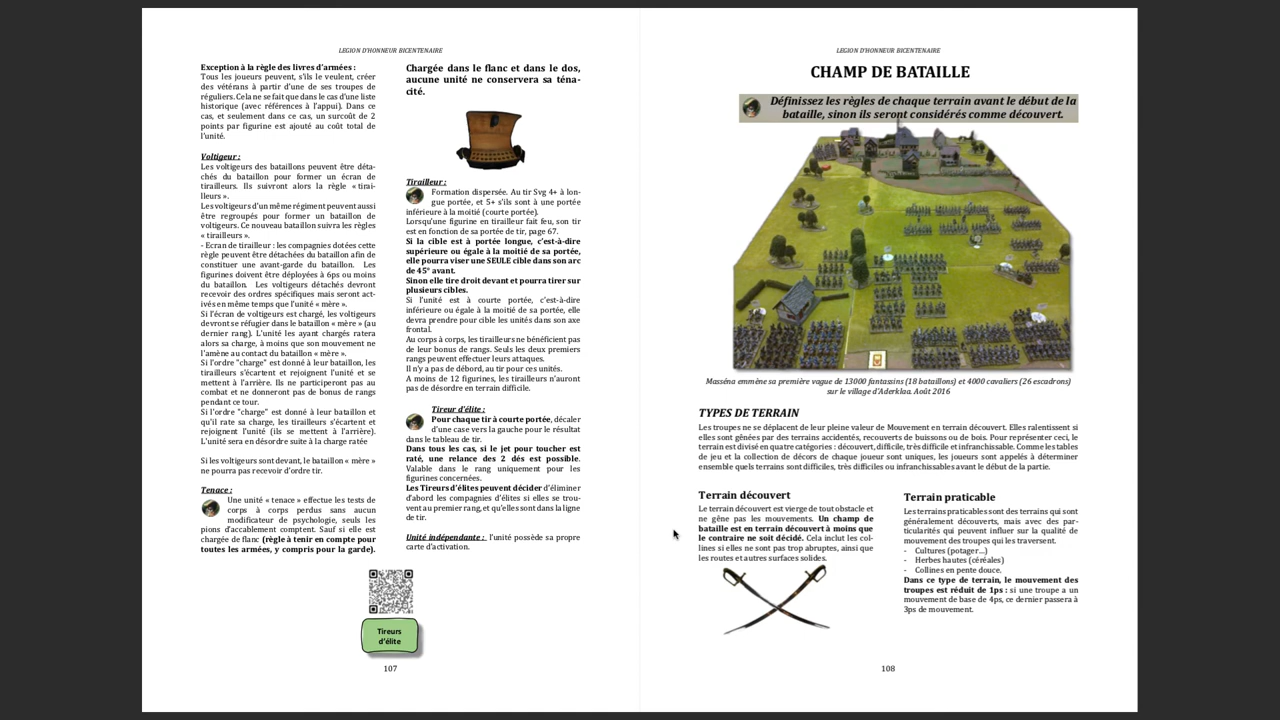 LEGION D'HONNEUR BICENTENAIRE
Exception à la règle des livres d'armées :
Tous les joueurs peuvent, s'ils le veulent, créer
des vétérans à partir d'une de ses troupes de
réguliers. Cela ne se fait que dans le cas d'une liste
historique (avec références à l'appui). Dans ce
cas, et seulement dans ce cas, un surcoût de 2
points par figurine est ajouté au coût total de
l'unité.
Voltigeur :
Les voltigeurs des bataillons peuvent être déta-
chés du bataillon pour former un écran de
tirailleurs. Ils suivront alors la règle « tirai-
lleurs ».
Les voltigeurs d'un même régiment peuvent aussi
être regroupés pour former un bataillon de
voltigeurs. Ce nouveau bataillon suivra les règles
« tirailleurs ».
- Ecran de tirailleur : les compagnies dotées cette
règle peuvent être détachées du bataillon afin de
constituer une avant-garde du bataillon. Les
figurines doivent être déployées à 6ps ou moins
du bataillon. Les voltigeurs détachés devront
recevoir des ordres spécifiques mais seront act-
ivés en même temps que l'unité « mère ».
Si l'écran de voltigeurs est chargé, les voltigeurs
devront se réfugier dans le bataillon « mère » (au
dernier rang). L'unité les ayant chargés ratera
alors sa charge, à moins que son mouvement ne
l'amène au contact du bataillon « mère ».
Si l'ordre "charge" est donné à leur bataillon, les
tirailleurs s'écartent et rejoignent l'unité et se
mettent à l'arrière. Ils ne participeront pas au
combat et ne donneront pas de bonus de rangs
pendant ce tour.
Si l'ordre "charge" est donné à leur bataillon et
qu'il rate sa charge, les tirailleurs s'écartent et
rejoignent l'unité (ils se mettent à l'arrière).
L'unité sera en désordre suite à la charge ratée
Si les voltigeurs sont devant, le bataillon « mère »
ne pourra pas recevoir d'ordre tir.
Tenace :
Une unité « tenace » effectue les tests de
corps à corps perdus sans aucun
modificateur de psychologie, seuls les
pions d'accablement comptent. Sauf si elle est
chargée de flanc (règle à tenir en compte pour
toutes les armées, y compris pour la garde).
Chargée dans le flanc et dans le dos,
aucune unité ne conservera sa téna-
cité.
Tirailleur :
Formation dispersée. Au tir Svg 4+ à lon-
gue portée, et 5+ s'ils sont à une portée
inférieure à la moitié (courte portée).
Lorsqu'une figurine en tirailleur fait feu, son tir
est en fonction de sa portée de tir, page 67.
Si la cible est à portée longue, c'est-à-dire
supérieure ou égale à la moitié de sa portée,
elle pourra viser une SEULE cible dans son arc
de 45° avant.
Sinon elle tire droit devant et pourra tirer sur
plusieurs cibles.
Si l'unité est à courte portée, c'est-à-dire
inférieure ou égale à la moitié de sa portée, elle
devra prendre pour cible les unités dans son axe
frontal.
Au corps à corps, les tirailleurs ne bénéficient pas
de leur bonus de rangs. Seuls les deux premiers
rangs peuvent effectuer leurs attaques.
Il n'y a pas de débord, au tir pour ces unités.
A moins de 12 figurines, les tirailleurs n'auront
pas de désordre en terrain difficile.
Tireur d'élite :
Pour chaque tir à courte portée, décaler
d'une case vers la gauche pour le résultat
dans le tableau de tir.
Dans tous les cas, si le jet pour toucher est
raté, une relance des 2 dés est possible.
Valable dans le rang uniquement pour les
figurines concernées.
Les Tireurs d'élites peuvent décider d'éliminer
d'abord les compagnies d'élites si elles se trou-
vent au premier rang, et qu'elles sont dans la ligne
de tir.
Unité indépendante : l'unité possède sa propre
carte d'activation.
Tireurs
d'élite
107
LEGION D'HONNEUR BICENTENAIRE
CHAMP DE BATAILLE
Définissez les règles de chaque terrain avant le début de la
bataille, sinon ils seront considérés comme découvert.
Masséna emmène sa première vague de 13000 fantassins (18 bataillons) et 4000 cavaliers (26 escadrons)
sur le village d'Aderklaa. Août 2016
TYPES DE TERRAIN
Les troupes ne se déplacent de leur pleine valeur de Mouvement en terrain découvert. Elles ralentissent si
elles sont gênées par des terrains accidentés, recouverts de buissons ou de bois. Pour représenter ceci, le
terrain est divisé en quatre catégories : découvert, difficile, très difficile et infranchissable. Comme les tables
de jeu et la collection de décors de chaque joueur sont uniques, les joueurs sont appelés à déterminer
ensemble quels terrains sont difficiles, très difficiles ou infranchissables avant le début de la partie.
Terrain découvert
Le terrain découvert est vierge de tout obstacle et
ne gêne pas les mouvements. Un champ de
bataille est en terrain découvert à moins que
le contraire ne soit décidé. Cela inclut les col-
lines si elles ne sont pas trop abruptes, ainsi que
les routes et autres surfaces solides.
Terrain praticable
Les terrains praticables sont des terrains qui sont
généralement découverts, mais avec des par-
ticularités qui peuvent influer sur la qualité de
mouvement des troupes qui les traversent.
- Cultures (potager...)
- Herbes hautes (céréales)
- Collines en pente douce.
Dans ce type de terrain, le mouvement des
troupes est réduit de 1ps : si une troupe a un
mouvement de base de 4ps, ce dernier passera à
3ps de mouvement.
108